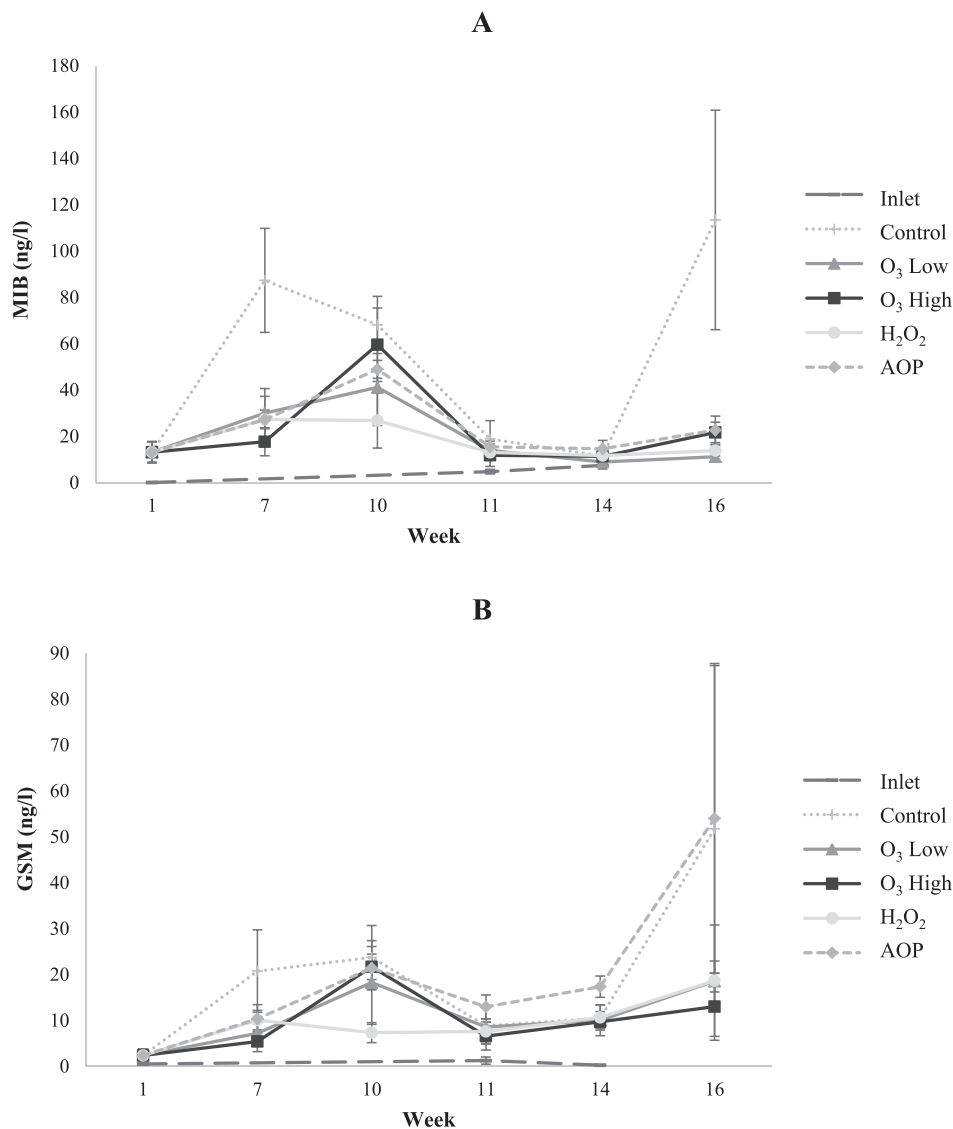 A
180
160
140
120
100
80
60
40
20
0
MIB (ng/l)
1 7 10 11 14 16
Week
Inlet
Control
O₃ Low
O₃ High
H₂O₂
AOP
B
90
80
70
60
50
40
30
20
10
0
GSM (ng/l)
1 7 10 11 14 16
Week
Inlet
Control
O₃ Low
O₃ High
H₂O₂
AOP